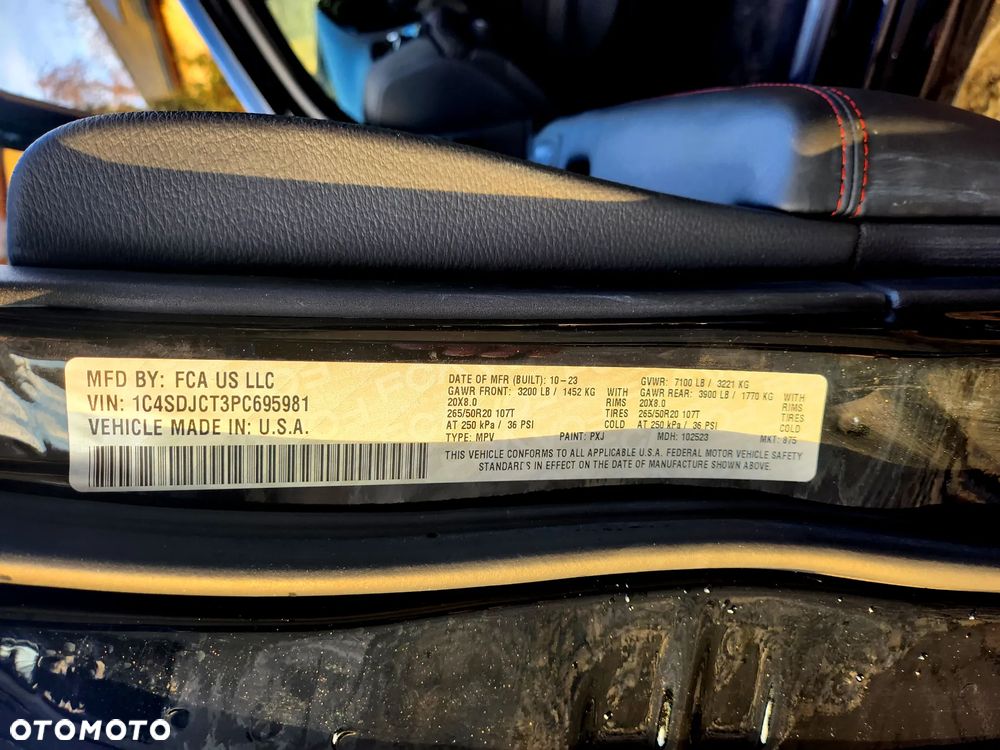 MFD BY: FCA US LLC
VIN: 1C4SDJCT3PC695981
VEHICLE MADE IN: U.S.A.
DATE OF MFR (BUILT): 10-23
GAWR FRONT: 3200 LB / 1452 KG WITH
20X8.0 RIMS
265/50R20 107T TIRES
AT 250 kPa / 36 PSI COLD
TYPE: MPV PAINT: PXJ
GVWR: 7100 LB / 3221 KG
GAWR REAR: 3900 LB / 1770 KG WITH
20X8.0 RIMS
265/50R20 107T TIRES
AT 250 kPa / 36 PSI COLD
MDH: 102523 MKT: 875
THIS VEHICLE CONFORMS TO ALL APPLICABLE U.S.A. FEDERAL MOTOR VEHICLE SAFETY
STANDARTS IN EFFECT ON THE DATE OF MANUFACTURE SHOWN ABOVE.
OTOMOTO